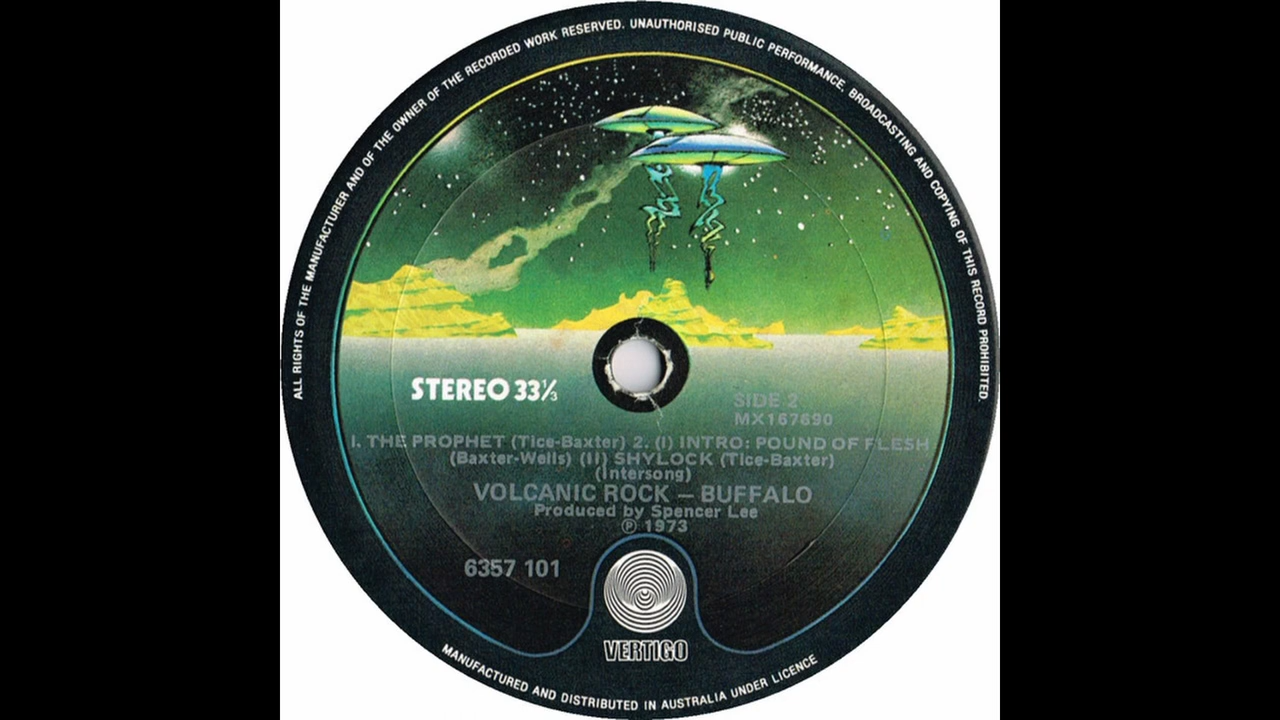 ALL RIGHTS OF THE MANUFACTURER AND OF THE OWNER OF THE RECORDED WORK RESERVED. UNAUTHORISED PUBLIC PERFORMANCE, BROADCASTING AND COPYING OF THIS RECORD PROHIBITED.
STEREO 33⅓
SIDE 2
MX167690
1. THE PROPHET (Tice-Baxter) 2. (I) INTRO: POUND OF FLESH
(Baxter-Wells) (II) SHYLOCK (Tice-Baxter)
(Intersong)
VOLCANIC ROCK – BUFFALO
Produced by Spencer Lee
℗ 1973
6357 101
VERTIGO
MANUFACTURED AND DISTRIBUTED IN AUSTRALIA UNDER LICENCE